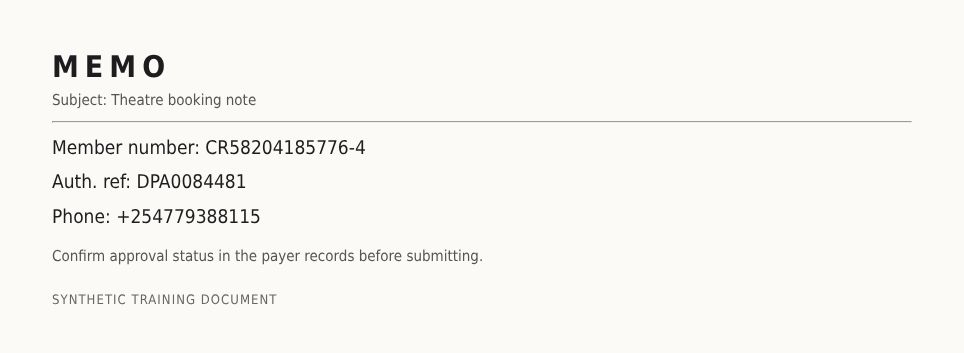 MEMO
Subject: Theatre booking note
Member number: CR58204185776-4
Auth. ref: DPA0084481
Phone: +254779388115
Confirm approval status in the payer records before submitting.
SYNTHETIC TRAINING DOCUMENT